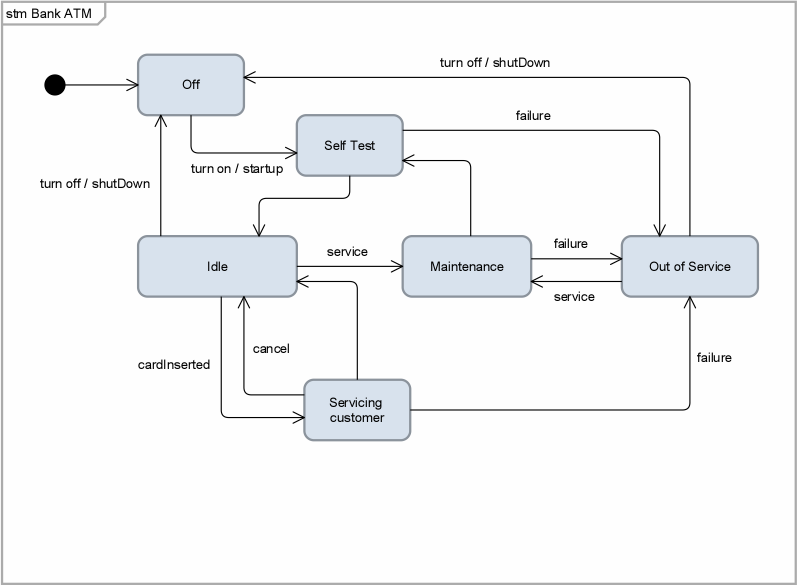 stm Bank ATM
turn off / shutDown
Off
failure
Self Test
turn on / startup
turn off / shutDown
service
failure
Idle
Maintenance
Out of Service
service
cancel
cardInserted
failure
Servicing
customer